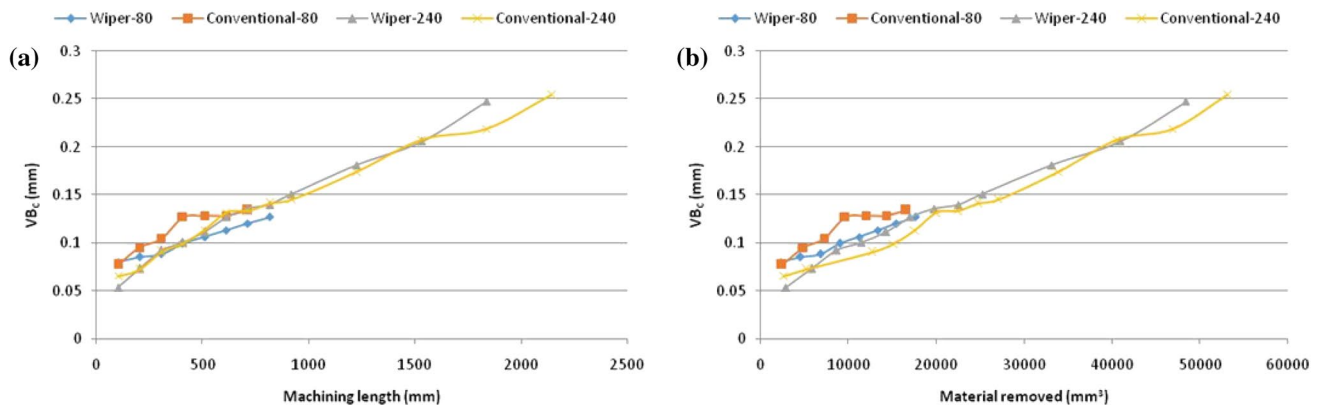 Wiper-80 Conventional-80 Wiper-240 Conventional-240
(a)
0.3
0.25
0.2
0.15
0.1
0.05
0
VBc (mm)
0 500 1000 1500 2000 2500
Machining length (mm)
Wiper-80 Conventional-80 Wiper-240 Conventional-240
(b)
0.3
0.25
0.2
0.15
0.1
0.05
0
VBc (mm)
0 10000 20000 30000 40000 50000 60000
Material removed (mm³)